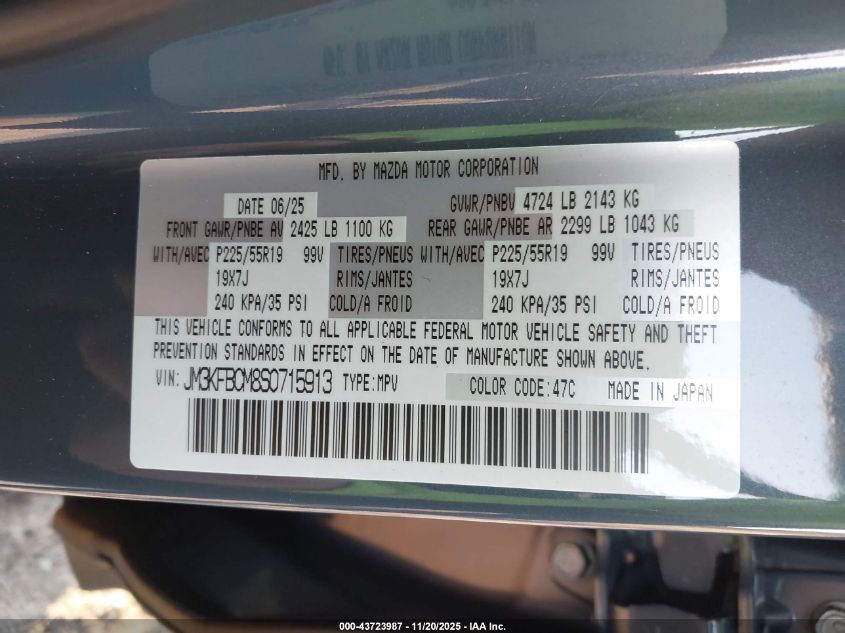 MFD. BY MAZDA MOTOR CORPORATION
DATE 06/25 GVWR/PNBV 4724 LB 2143 KG
FRONT GAWR/PNBE AV 2425 LB 1100 KG REAR GAWR/PNBE AR 2299 LB 1043 KG
WITH/AVEC P225/55R19 99V TIRES/PNEUS WITH/AVEC P225/55R19 99V TIRES/PNEUS
19X7J RIMS/JANTES 19X7J RIMS/JANTES
240 KPA/35 PSI COLD/A FROID 240 KPA/35 PSI COLD/A FROID
THIS VEHICLE CONFORMS TO ALL APPLICABLE FEDERAL MOTOR VEHICLE SAFETY AND THEFT
PREVENTION STANDARDS IN EFFECT ON THE DATE OF MANUFACTURE SHOWN ABOVE.
VIN: JM3KFBCM8S0715913 TYPE:MPV COLOR CODE:47C MADE IN JAPAN
000-43723987 - 11/20/2025 - IAA Inc.